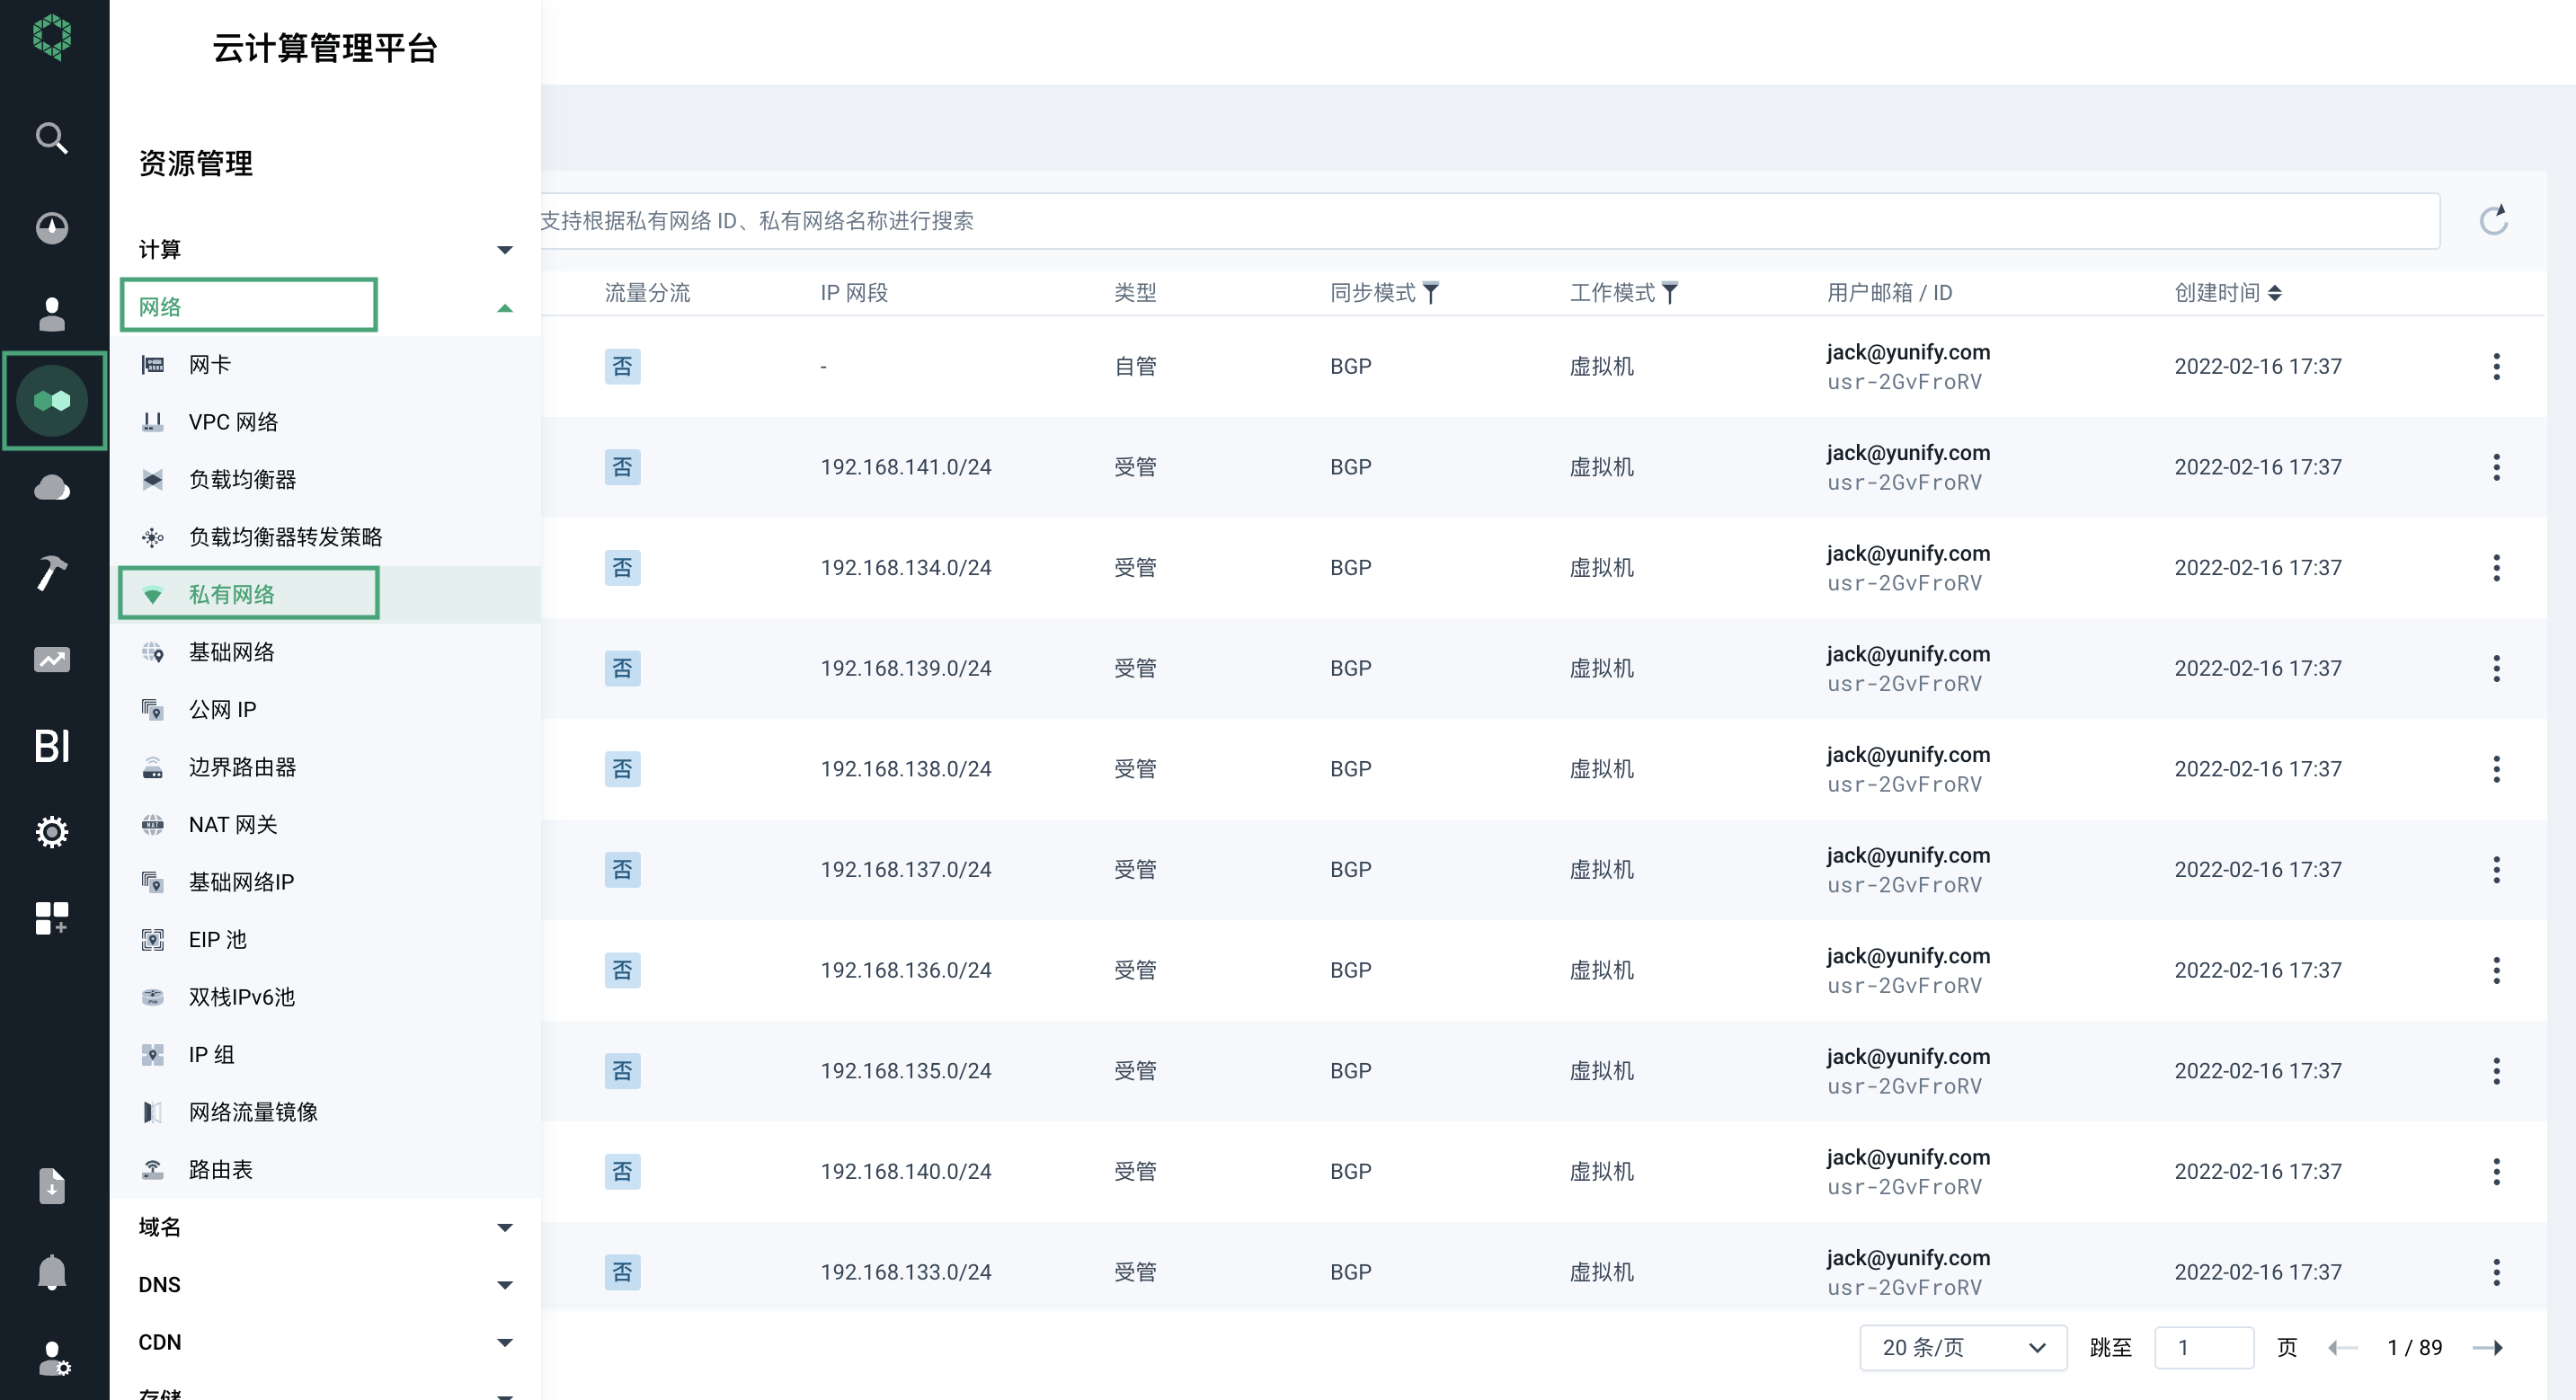 云计算管理平台
资源管理
计算
网络
网卡
VPC 网络
负载均衡器
负载均衡器转发策略
私有网络
基础网络
公网 IP
边界路由器
NAT 网关
基础网络IP
EIP 池
双栈IPv6池
IP 组
网络流量镜像
路由表
域名
DNS
CDN
存储
BI
支持根据私有网络 ID、私有网络名称进行搜索
流量分流 IP 网段 类型 同步模式 工作模式 用户邮箱 / ID 创建时间
否 - 自管 BGP 虚拟机 jack@yunify.com 2022-02-16 17:37
usr-2GvFroRV
否 192.168.141.0/24 受管 BGP 虚拟机 jack@yunify.com 2022-02-16 17:37
usr-2GvFroRV
否 192.168.134.0/24 受管 BGP 虚拟机 jack@yunify.com 2022-02-16 17:37
usr-2GvFroRV
否 192.168.139.0/24 受管 BGP 虚拟机 jack@yunify.com 2022-02-16 17:37
usr-2GvFroRV
否 192.168.138.0/24 受管 BGP 虚拟机 jack@yunify.com 2022-02-16 17:37
usr-2GvFroRV
否 192.168.137.0/24 受管 BGP 虚拟机 jack@yunify.com 2022-02-16 17:37
usr-2GvFroRV
否 192.168.136.0/24 受管 BGP 虚拟机 jack@yunify.com 2022-02-16 17:37
usr-2GvFroRV
否 192.168.135.0/24 受管 BGP 虚拟机 jack@yunify.com 2022-02-16 17:37
usr-2GvFroRV
否 192.168.140.0/24 受管 BGP 虚拟机 jack@yunify.com 2022-02-16 17:37
usr-2GvFroRV
否 192.168.133.0/24 受管 BGP 虚拟机 jack@yunify.com 2022-02-16 17:37
usr-2GvFroRV
20 条/页 跳至 1 页 1 / 89